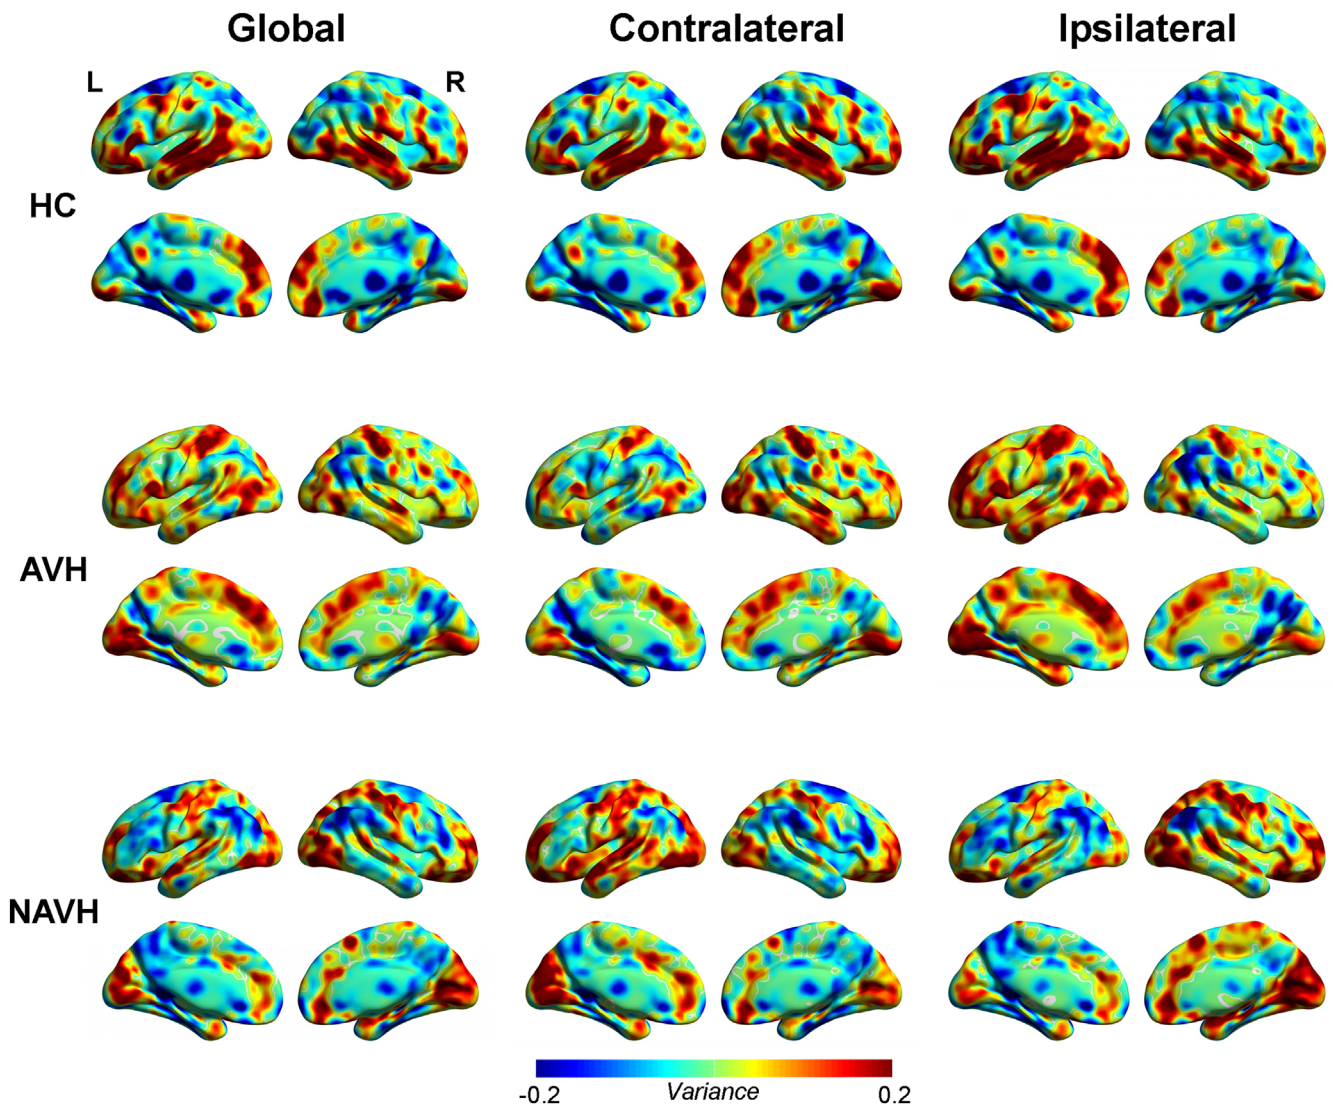 Global Contralateral Ipsilateral
L R
HC
AVH
NAVH
-0.2 Variance 0.2